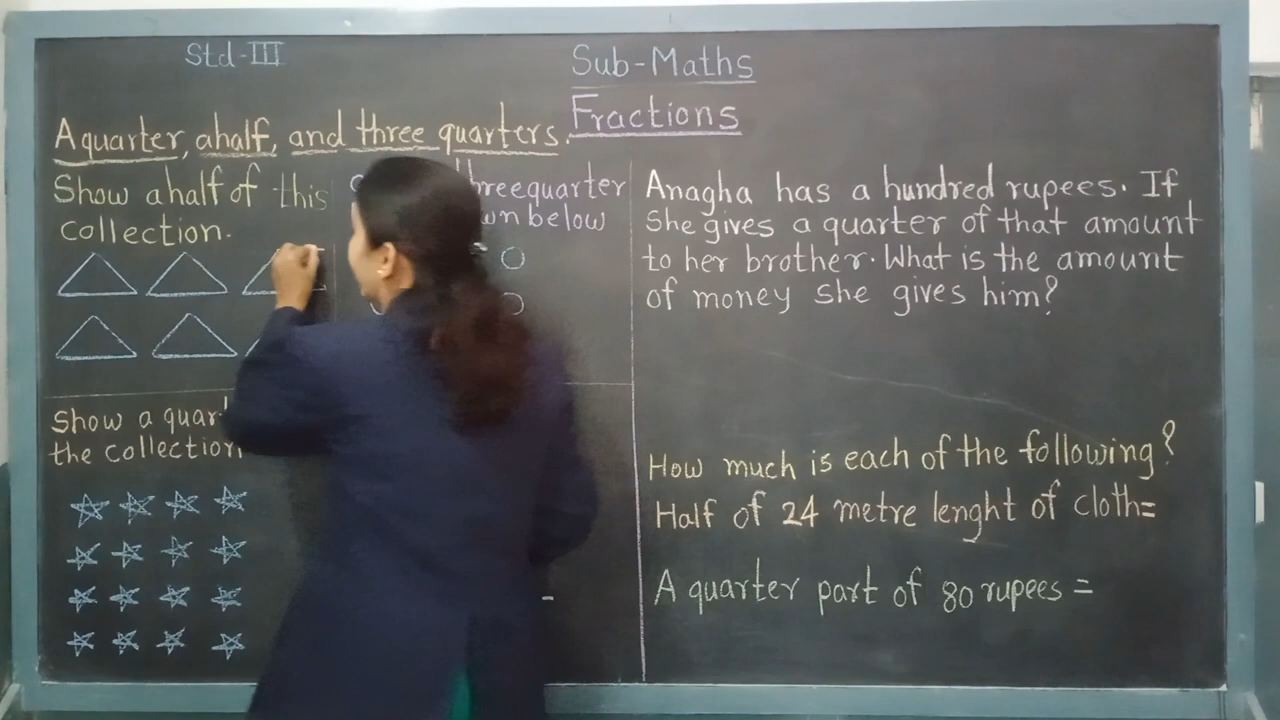 Std-III
Sub-Maths
Fractions
A quarter, a half, and three quarters.
Show a half of this
collection.
Show a
the collection
below
Anagha has a hundred rupees. If
She gives a quarter of that amount
to her brother. What is the amount
of money she gives him?
How much is each of the following?
Half of 24 metre lenght of cloth=
A quarter part of 80 rupees =